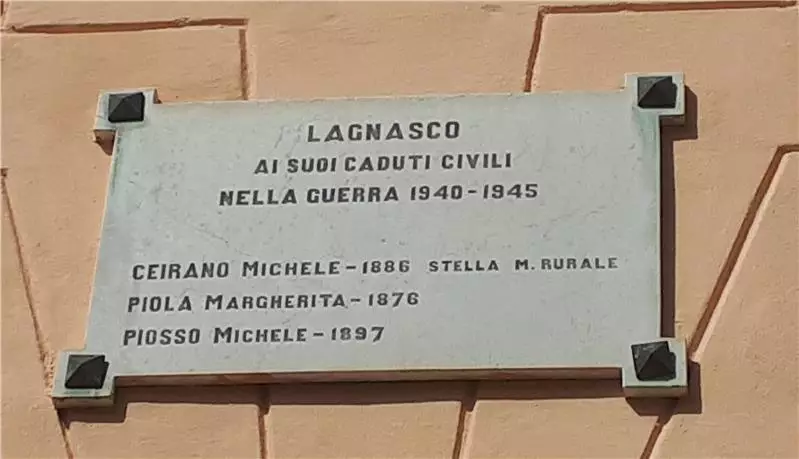 LAGNASCO
AI SUOI CADUTI CIVILI
NELLA GUERRA 1940-1945
CEIRANO MICHELE-1886 STELLA M. RURALE
PIOLA MARGHERITA-1876
PIOSSO MICHELE-1897